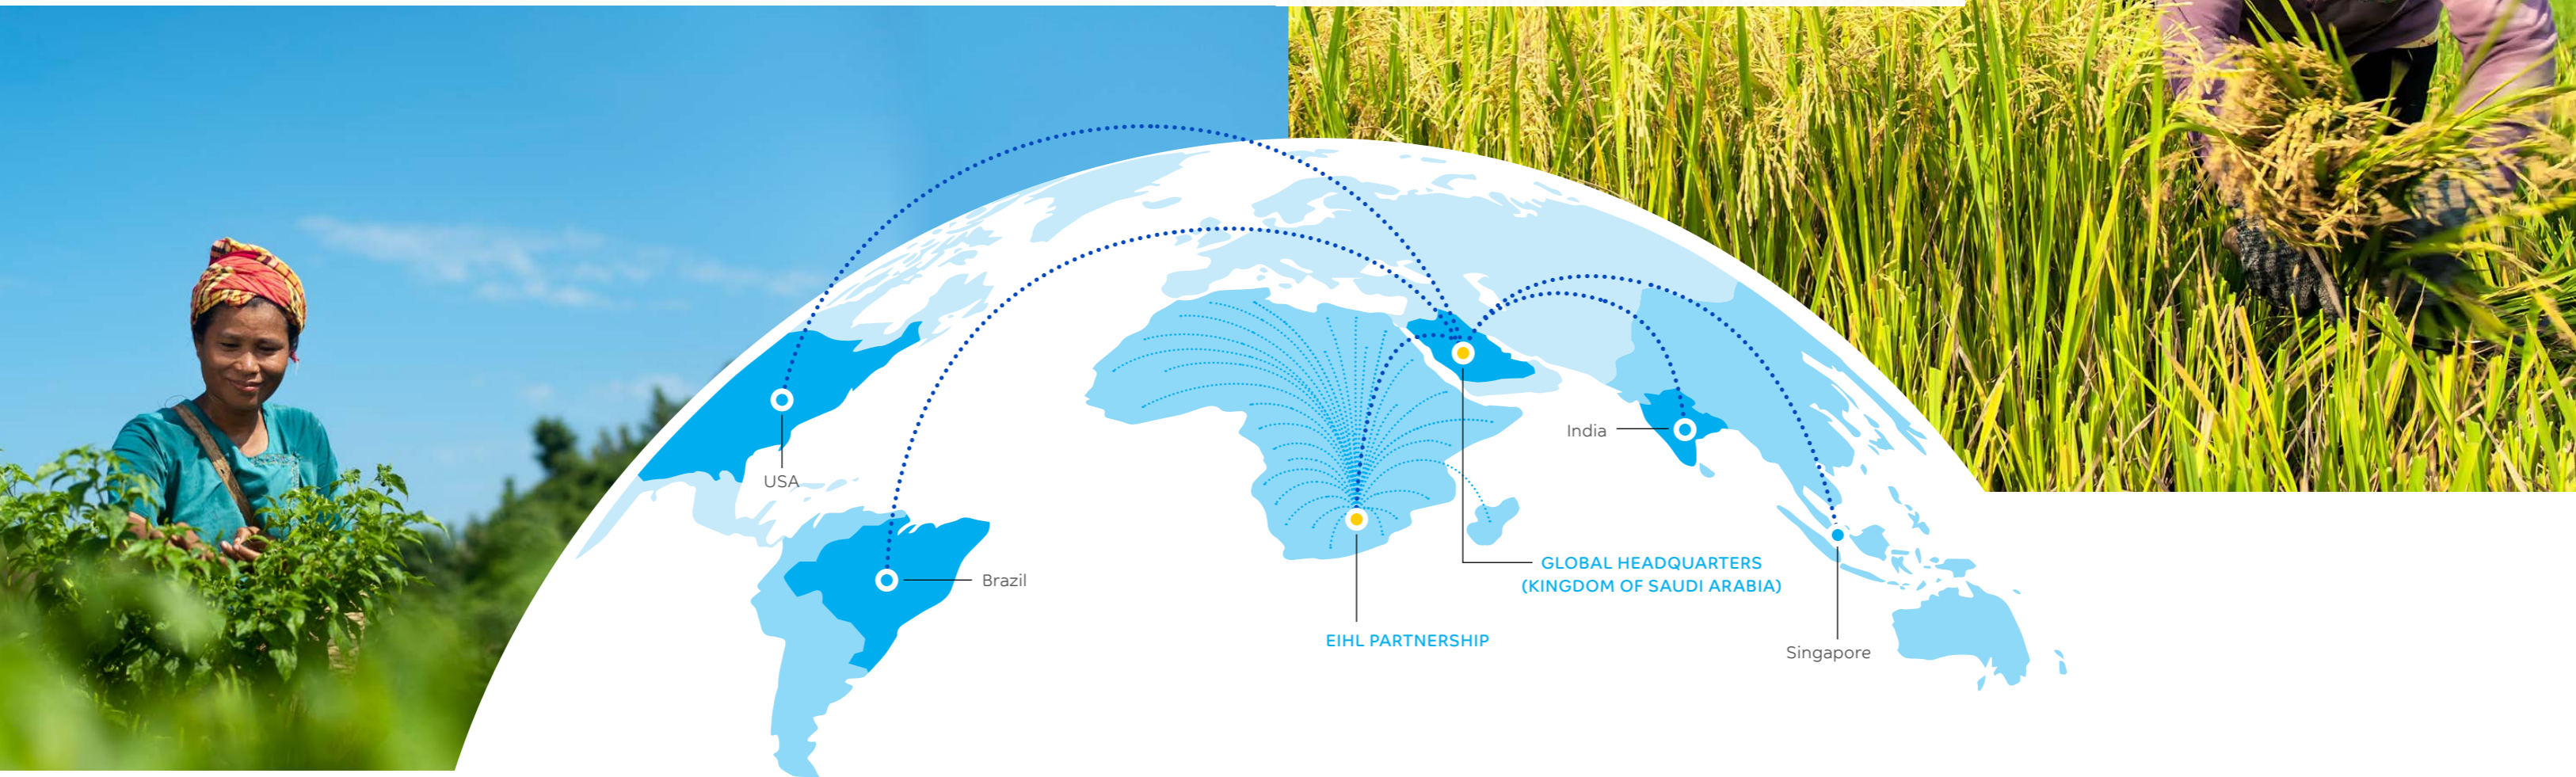 USA
Brazil
India
GLOBAL HEADQUARTERS
(KINGDOM OF SAUDI ARABIA)
EIHL PARTNERSHIP
Singapore